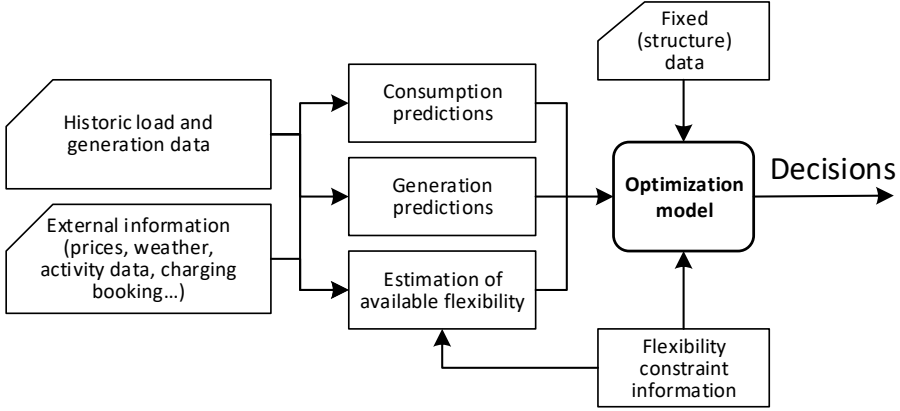 Historic load and
generation data
External information
(prices, weather,
activity data, charging
booking...)
Consumption
predictions
Generation
predictions
Estimation of
available flexibility
Fixed
(structure)
data
Optimization
model
Decisions
Flexibility
constraint
information